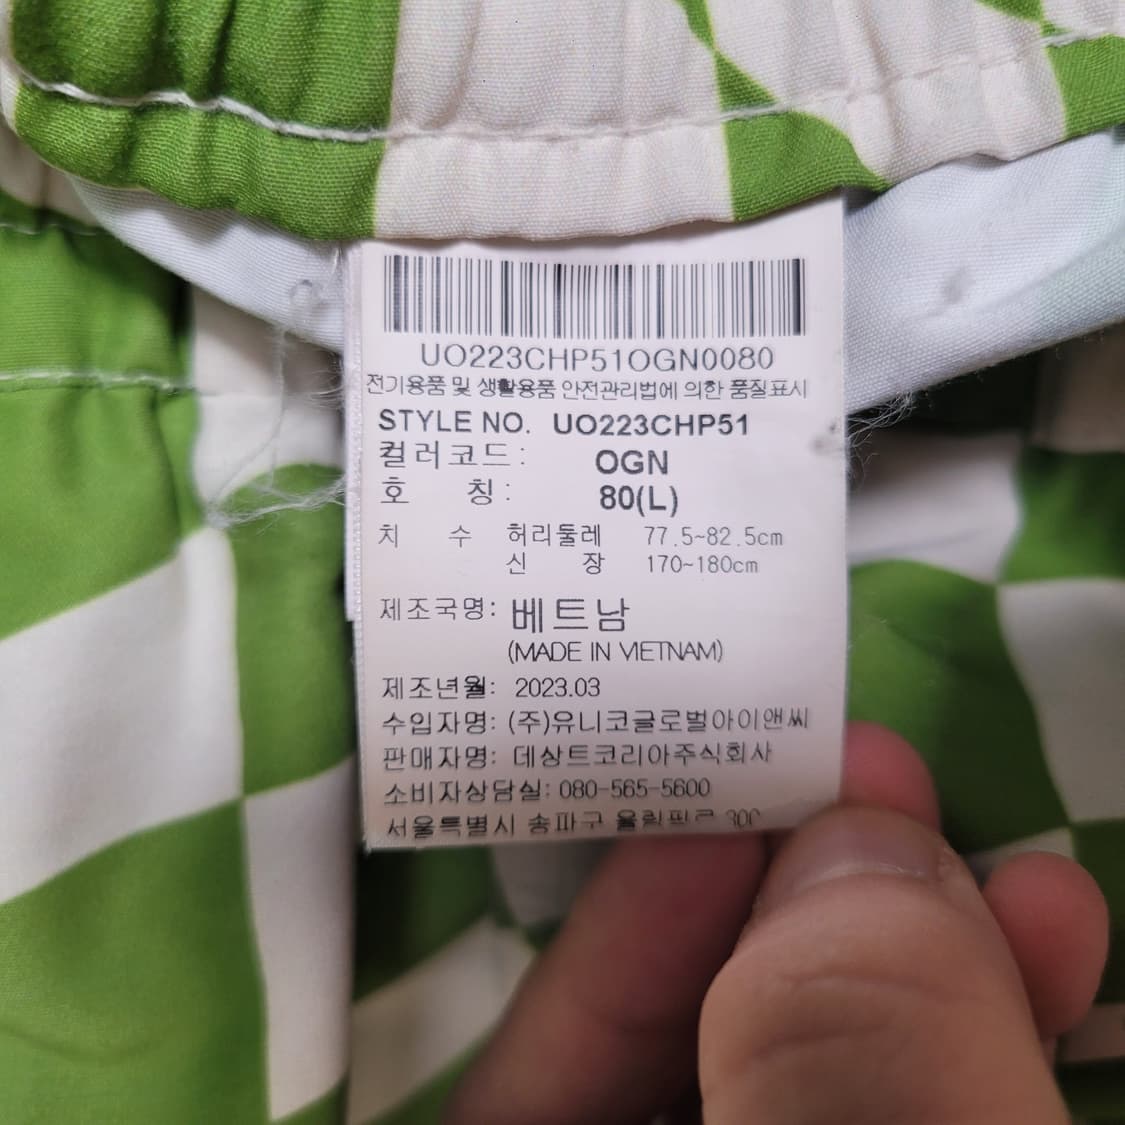 UO223CHP51OGN0080
전기용품 및 생활용품 안전관리법에 의한 품질표시
STYLE NO. UO223CHP51
컬러코드: OGN
호 칭: 80(L)
치 수 허리둘레 77.5~82.5cm
신 장 170~180cm
제조국명: 베트남
(MADE IN VIETNAM)
제조년월: 2023.03
수입자명: (주)유니코글로벌아이앤씨
판매자명: 데상트코리아주식회사
소비자상담실: 080-565-5600
서울특별시 송파구 올림픽로 300